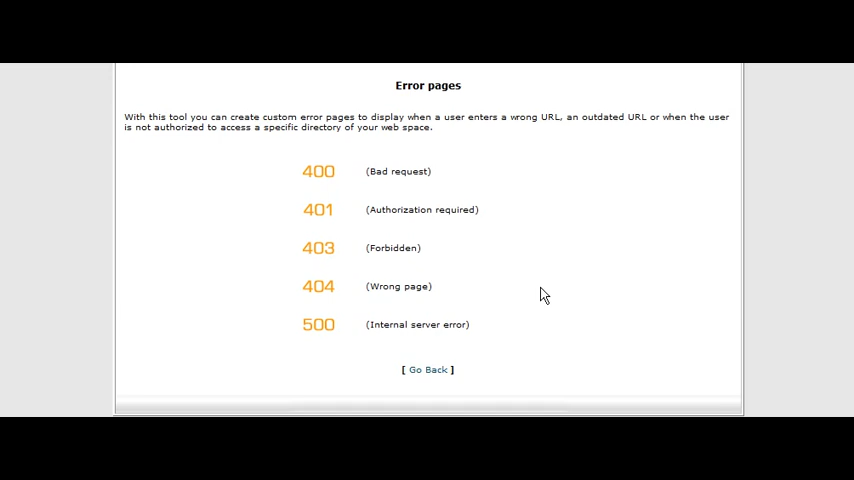 Error pages
With this tool you can create custom error pages to display when a user enters a wrong URL, an outdated URL or when the user
is not authorized to access a specific directory of your web space.
400 (Bad request)
401 (Authorization required)
403 (Forbidden)
404 (Wrong page)
500 (Internal server error)
[ Go Back ]